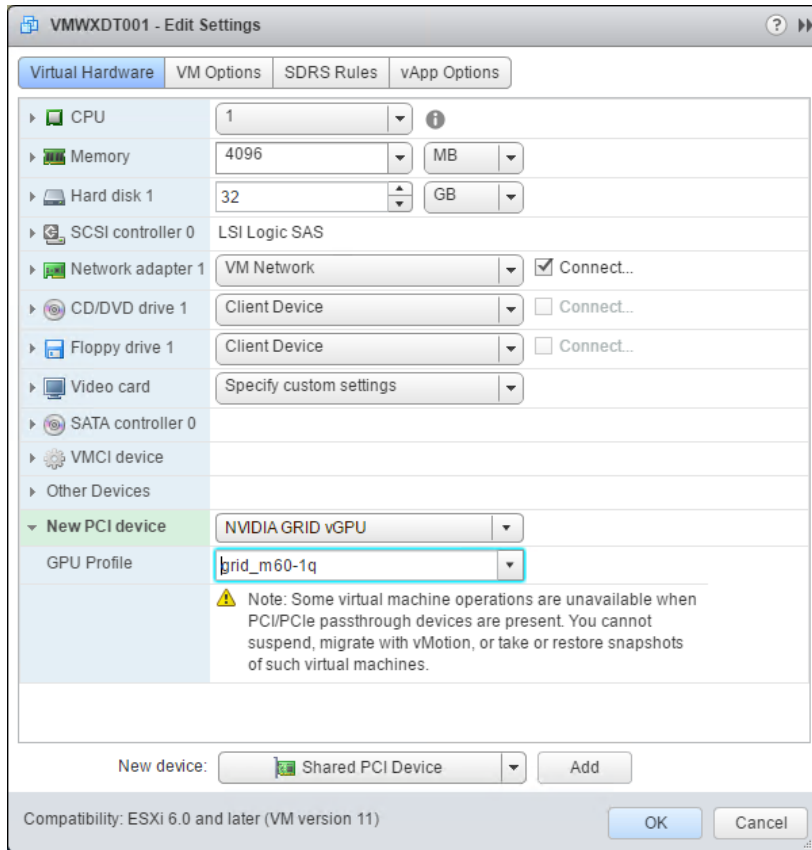 VMWXDT001 - Edit Settings
Virtual Hardware VM Options SDRS Rules vApp Options
CPU 1
Memory 4096 MB
Hard disk 1 32 GB
SCSI controller 0 LSI Logic SAS
Network adapter 1 VM Network Connect...
CD/DVD drive 1 Client Device Connect...
Floppy drive 1 Client Device Connect...
Video card Specify custom settings
SATA controller 0
VMCI device
Other Devices
New PCI device NVIDIA GRID vGPU
GPU Profile grid_m60-1q
Note: Some virtual machine operations are unavailable when
PCI/PCIe passthrough devices are present. You cannot
suspend, migrate with vMotion, or take or restore snapshots
of such virtual machines.
New device: Shared PCI Device Add
Compatibility: ESXi 6.0 and later (VM version 11) OK Cancel